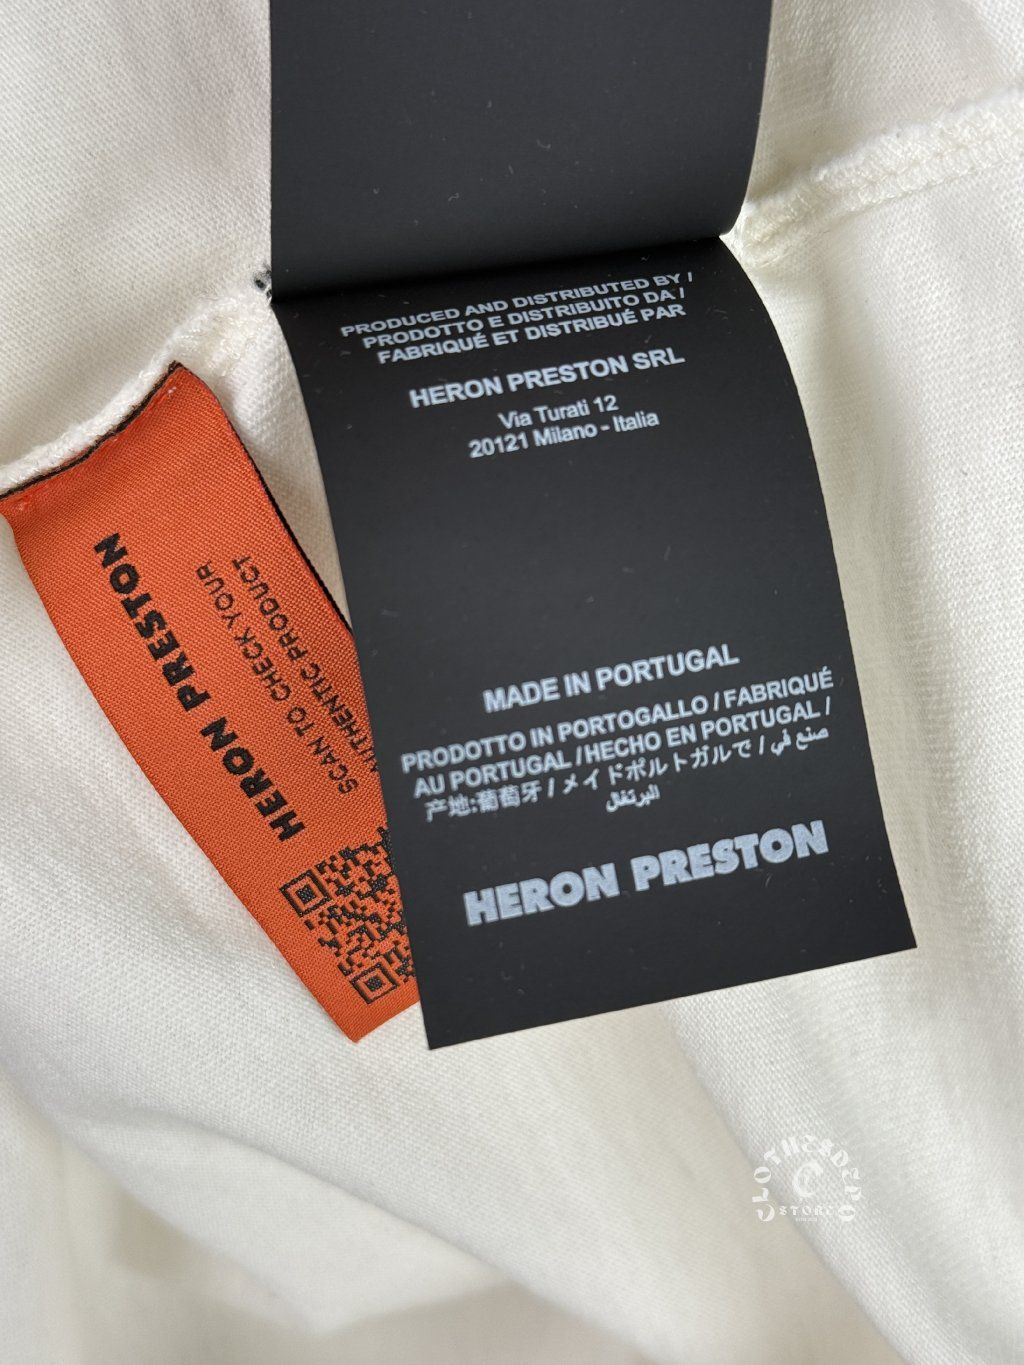 PRODUCED AND DISTRIBUTED BY /
PRODOTTO E DISTRIBUITO DA /
FABRIQUÉ ET DISTRIBUÉ PAR
HERON PRESTON SRL
Via Turati 12
20121 Milano - Italia
MADE IN PORTUGAL
PRODOTTO IN PORTOGALLO / FABRIQUÉ
AU PORTUGAL / HECHO EN PORTUGAL /
产地:葡萄牙 / メイドポルトガルで / صنع في
البرتغال
HERON PRESTON
HERON PRESTON
SCAN TO CHECK YOUR
AUTHENTIC PRODUCT
CLOTHEADEPO
STORE